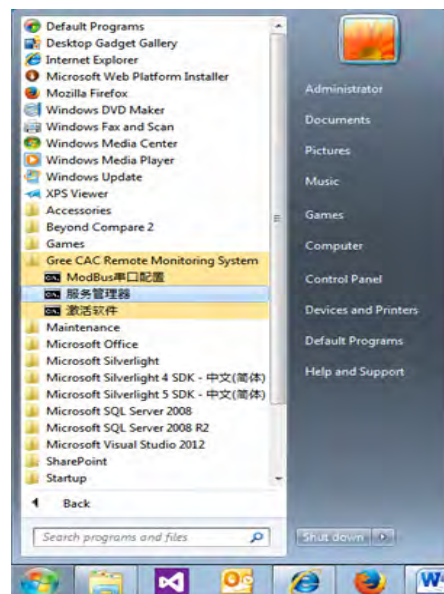 Default Programs
Desktop Gadget Gallery
Internet Explorer
Microsoft Web Platform Installer
Mozilla Firefox
Windows DVD Maker
Windows Fax and Scan
Windows Media Center
Windows Media Player
Windows Update
XPS Viewer
Accessories
Beyond Compare 2
Games
Gree CAC Remote Monitoring System
ModBus串口配置
服务管理器
激活软件
Maintenance
Microsoft Office
Microsoft Silverlight
Microsoft Silverlight 4 SDK - 中文(简体)
Microsoft Silverlight 5 SDK - 中文(简体)
Microsoft SQL Server 2008
Microsoft SQL Server 2008 R2
Microsoft Visual Studio 2012
SharePoint
Startup
Back
Search programs and files
Administrator
Documents
Pictures
Music
Games
Computer
Control Panel
Devices and Printers
Default Programs
Help and Support
Shut down